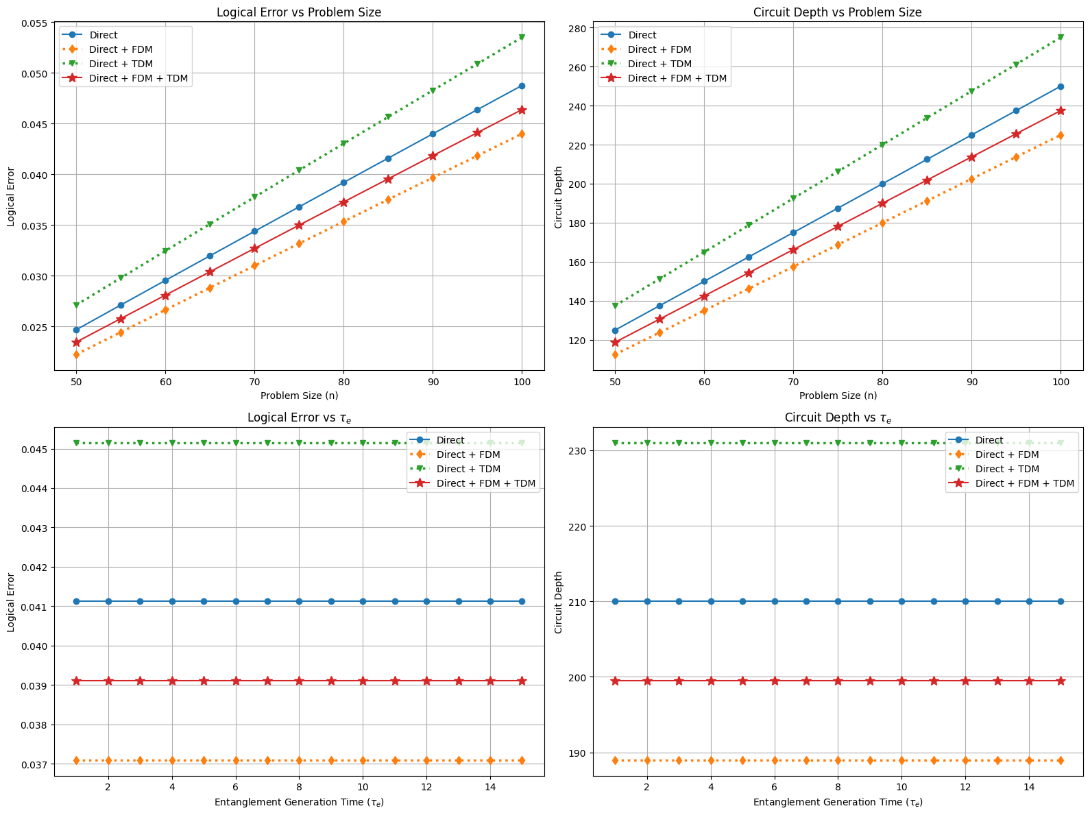 Logical Error vs Problem Size
0.055
0.050
0.045
0.040
0.035
0.030
0.025
Logical Error
Direct
Direct + FDM
Direct + TDM
Direct + FDM + TDM
50 60 70 80 90 100
Problem Size (n)
Circuit Depth vs Problem Size
280
260
240
220
200
180
160
140
120
Circuit Depth
Direct
Direct + FDM
Direct + TDM
Direct + FDM + TDM
50 60 70 80 90 100
Problem Size (n)
Logical Error vs τₑ
0.045
0.044
0.043
0.042
0.041
0.040
0.039
0.038
0.037
Logical Error
Direct
Direct + FDM
Direct + TDM
Direct + FDM + TDM
2 4 6 8 10 12 14
Entanglement Generation Time (τₑ)
Circuit Depth vs τₑ
230
220
210
200
190
Circuit Depth
Direct
Direct + FDM
Direct + TDM
Direct + FDM + TDM
2 4 6 8 10 12 14
Entanglement Generation Time (τₑ)